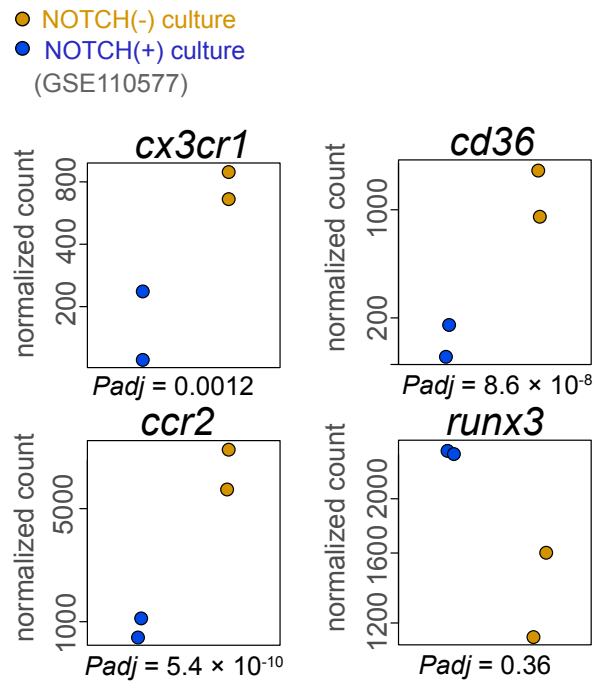 NOTCH(-) culture
NOTCH(+) culture
(GSE110577)
cx3cr1
normalized count
800
400
200
Padj = 0.0012
cd36
normalized count
1000
200
Padj = 8.6 × 10⁻⁸
ccr2
normalized count
5000
1000
Padj = 5.4 × 10⁻¹⁰
runx3
normalized count
2000
1600
1200
Padj = 0.36